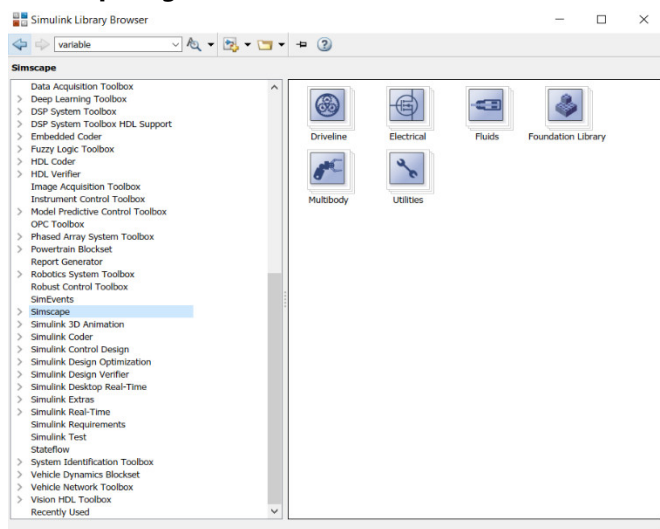 Simulink Library Browser
variable
Simscape
Data Acquisition Toolbox
Deep Learning Toolbox
DSP System Toolbox
DSP System Toolbox HDL Support
Embedded Coder
Fuzzy Logic Toolbox
HDL Coder
HDL Verifier
Image Acquisition Toolbox
Instrument Control Toolbox
Model Predictive Control Toolbox
OPC Toolbox
Phased Array System Toolbox
Powertrain Blockset
Report Generator
Robotics System Toolbox
Robust Control Toolbox
SimEvents
Simscape
Simulink 3D Animation
Simulink Coder
Simulink Control Design
Simulink Design Optimization
Simulink Design Verifier
Simulink Desktop Real-Time
Simulink Extras
Simulink Real-Time
Simulink Requirements
Simulink Test
Stateflow
System Identification Toolbox
Vehicle Dynamics Blockset
Vehicle Network Toolbox
Vision HDL Toolbox
Recently Used
Driveline Electrical Fluids Foundation Library
Multibody Utilities